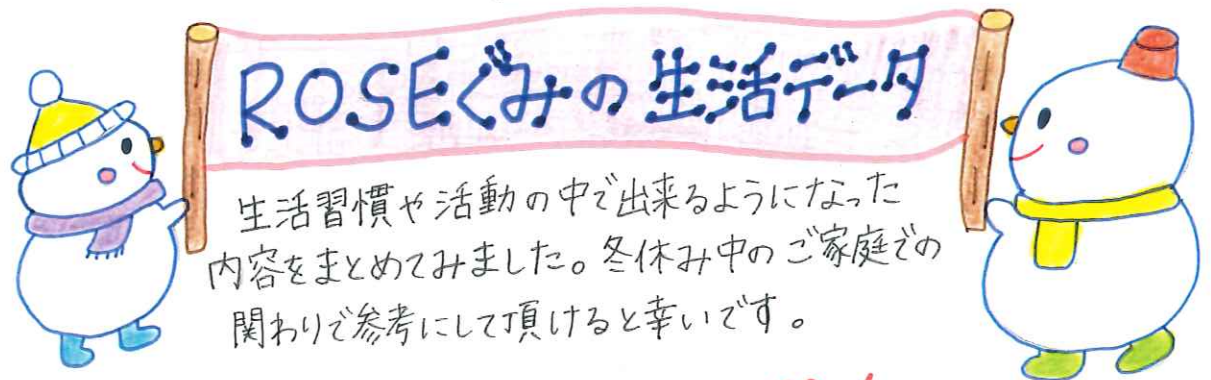 ROSEぐみの生活データ
生活習慣や活動の中で出来るようになった
内容をまとめてみました。冬休み中のご家庭での
関わりで参考にして頂けると幸いです。